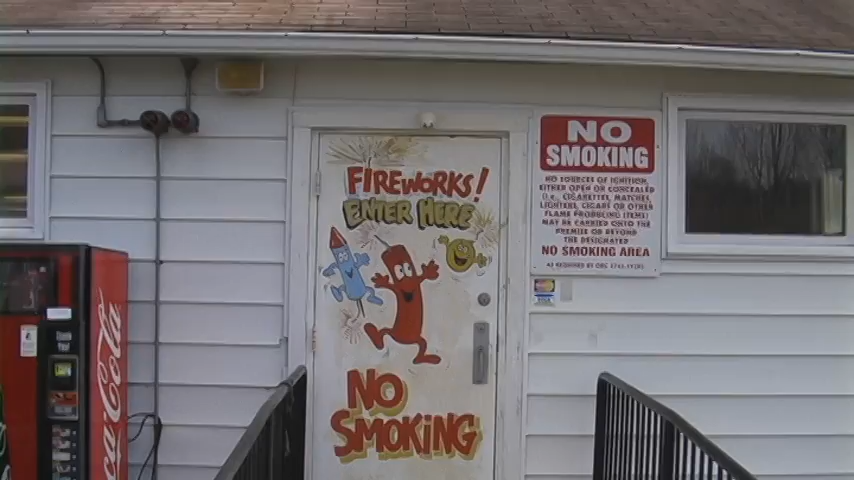 FIREWORKS!
ENTER HERE
NO
SMOKING
NO
SMOKING
NO SOURCES OF IGNITION,
EITHER OPEN OR CONCEALED
(i.e., CIGARETTES, MATCHES,
LIGHTERS, CIGARS OR OTHER
FLAME PRODUCING ITEMS)
MAY BE CARRIED ONTO THE
PREMISE OR BEYOND
THE DESIGNATED
NO SMOKING AREA
VISA
Coca-Cola